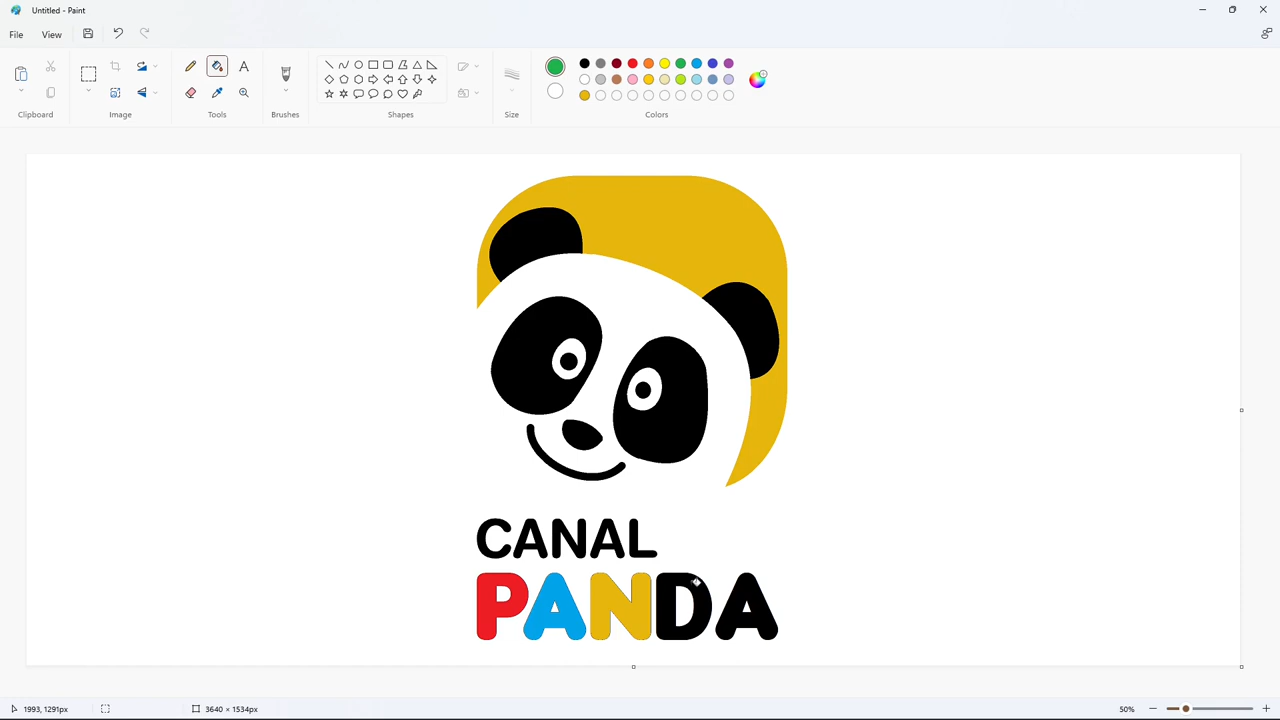 Untitled - Paint
File View
Clipboard Image Tools Brushes Shapes Size Colors
CANAL
PANDA
1993, 1291px 3640 × 1534px 50%